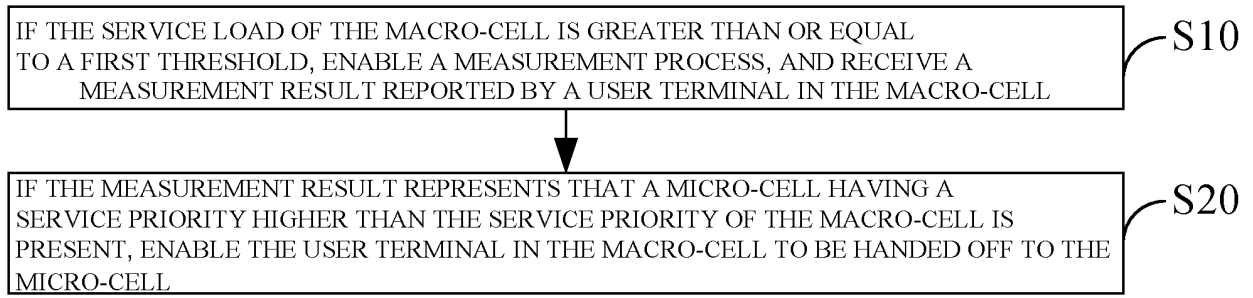 IF THE SERVICE LOAD OF THE MACRO-CELL IS GREATER THAN OR EQUAL
TO A FIRST THRESHOLD, ENABLE A MEASUREMENT PROCESS, AND RECEIVE A
MEASUREMENT RESULT REPORTED BY A USER TERMINAL IN THE MACRO-CELL
S10
IF THE MEASUREMENT RESULT REPRESENTS THAT A MICRO-CELL HAVING A
SERVICE PRIORITY HIGHER THAN THE SERVICE PRIORITY OF THE MACRO-CELL IS
PRESENT, ENABLE THE USER TERMINAL IN THE MACRO-CELL TO BE HANDED OFF TO THE
MICRO-CELL
S20